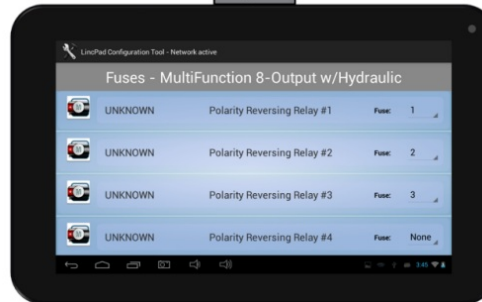 LincPad Configuration Tool - Network active
Fuses - MultiFunction 8-Output w/Hydraulic
UNKNOWN Polarity Reversing Relay #1 Fuse: 1
UNKNOWN Polarity Reversing Relay #2 Fuse: 2
UNKNOWN Polarity Reversing Relay #3 Fuse: 3
UNKNOWN Polarity Reversing Relay #4 Fuse: None
3:45